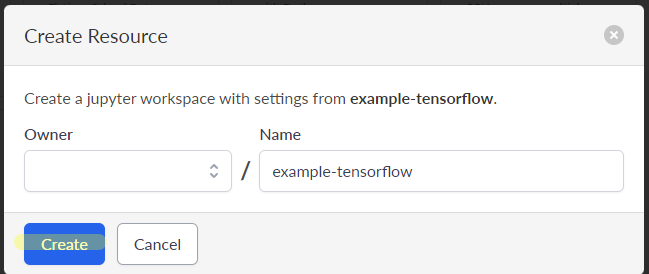 Create Resource
Create a jupyter workspace with settings from example-tensorflow.
Owner Name
/ example-tensorflow
Create Cancel